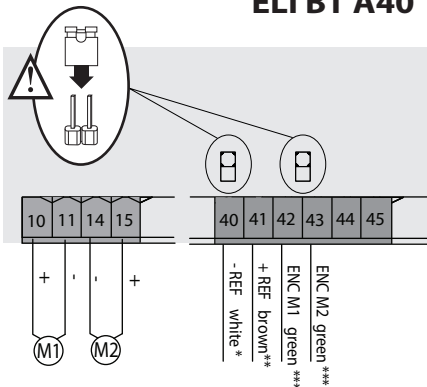 ELI BT A40
!
10 11 14 15
40 41 42 43 44 45
+ - - +
M1 M2
- REF white *
+ REF brown**
ENC M1 green ***
ENC M2 green ***